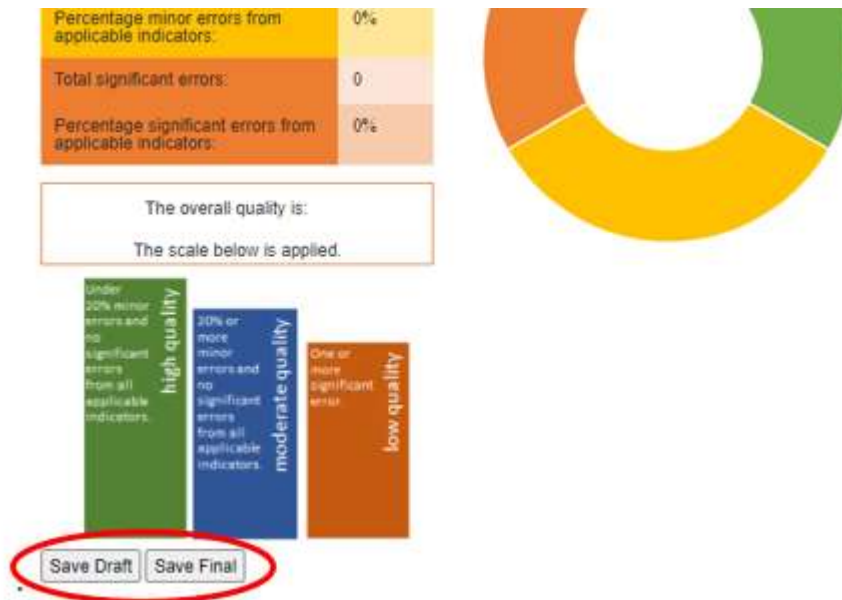 Percentage minor errors from
applicable indicators:
0%
Total significant errors:
0
Percentage significant errors from
applicable indicators:
0%
The overall quality is:
The scale below is applied.
Under
20% minor
errors and
no
significant
errors
from all
applicable
indicators.
high quality
20% or
more
minor
errors and
no
significant
errors
from all
applicable
indicators.
moderate quality
One or
more
significant
error.
low quality
Save Draft
Save Final